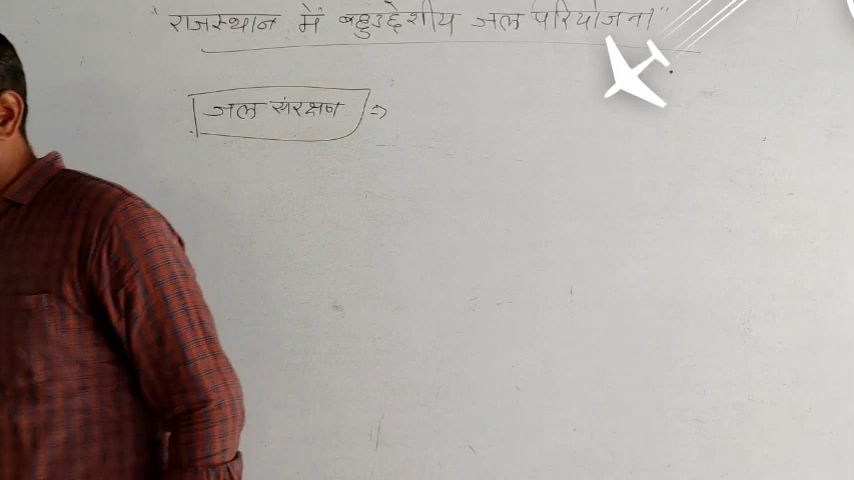 "राजस्थान में बहुउद्देशीय जल परियोजना"
जल संरक्षण ⇒